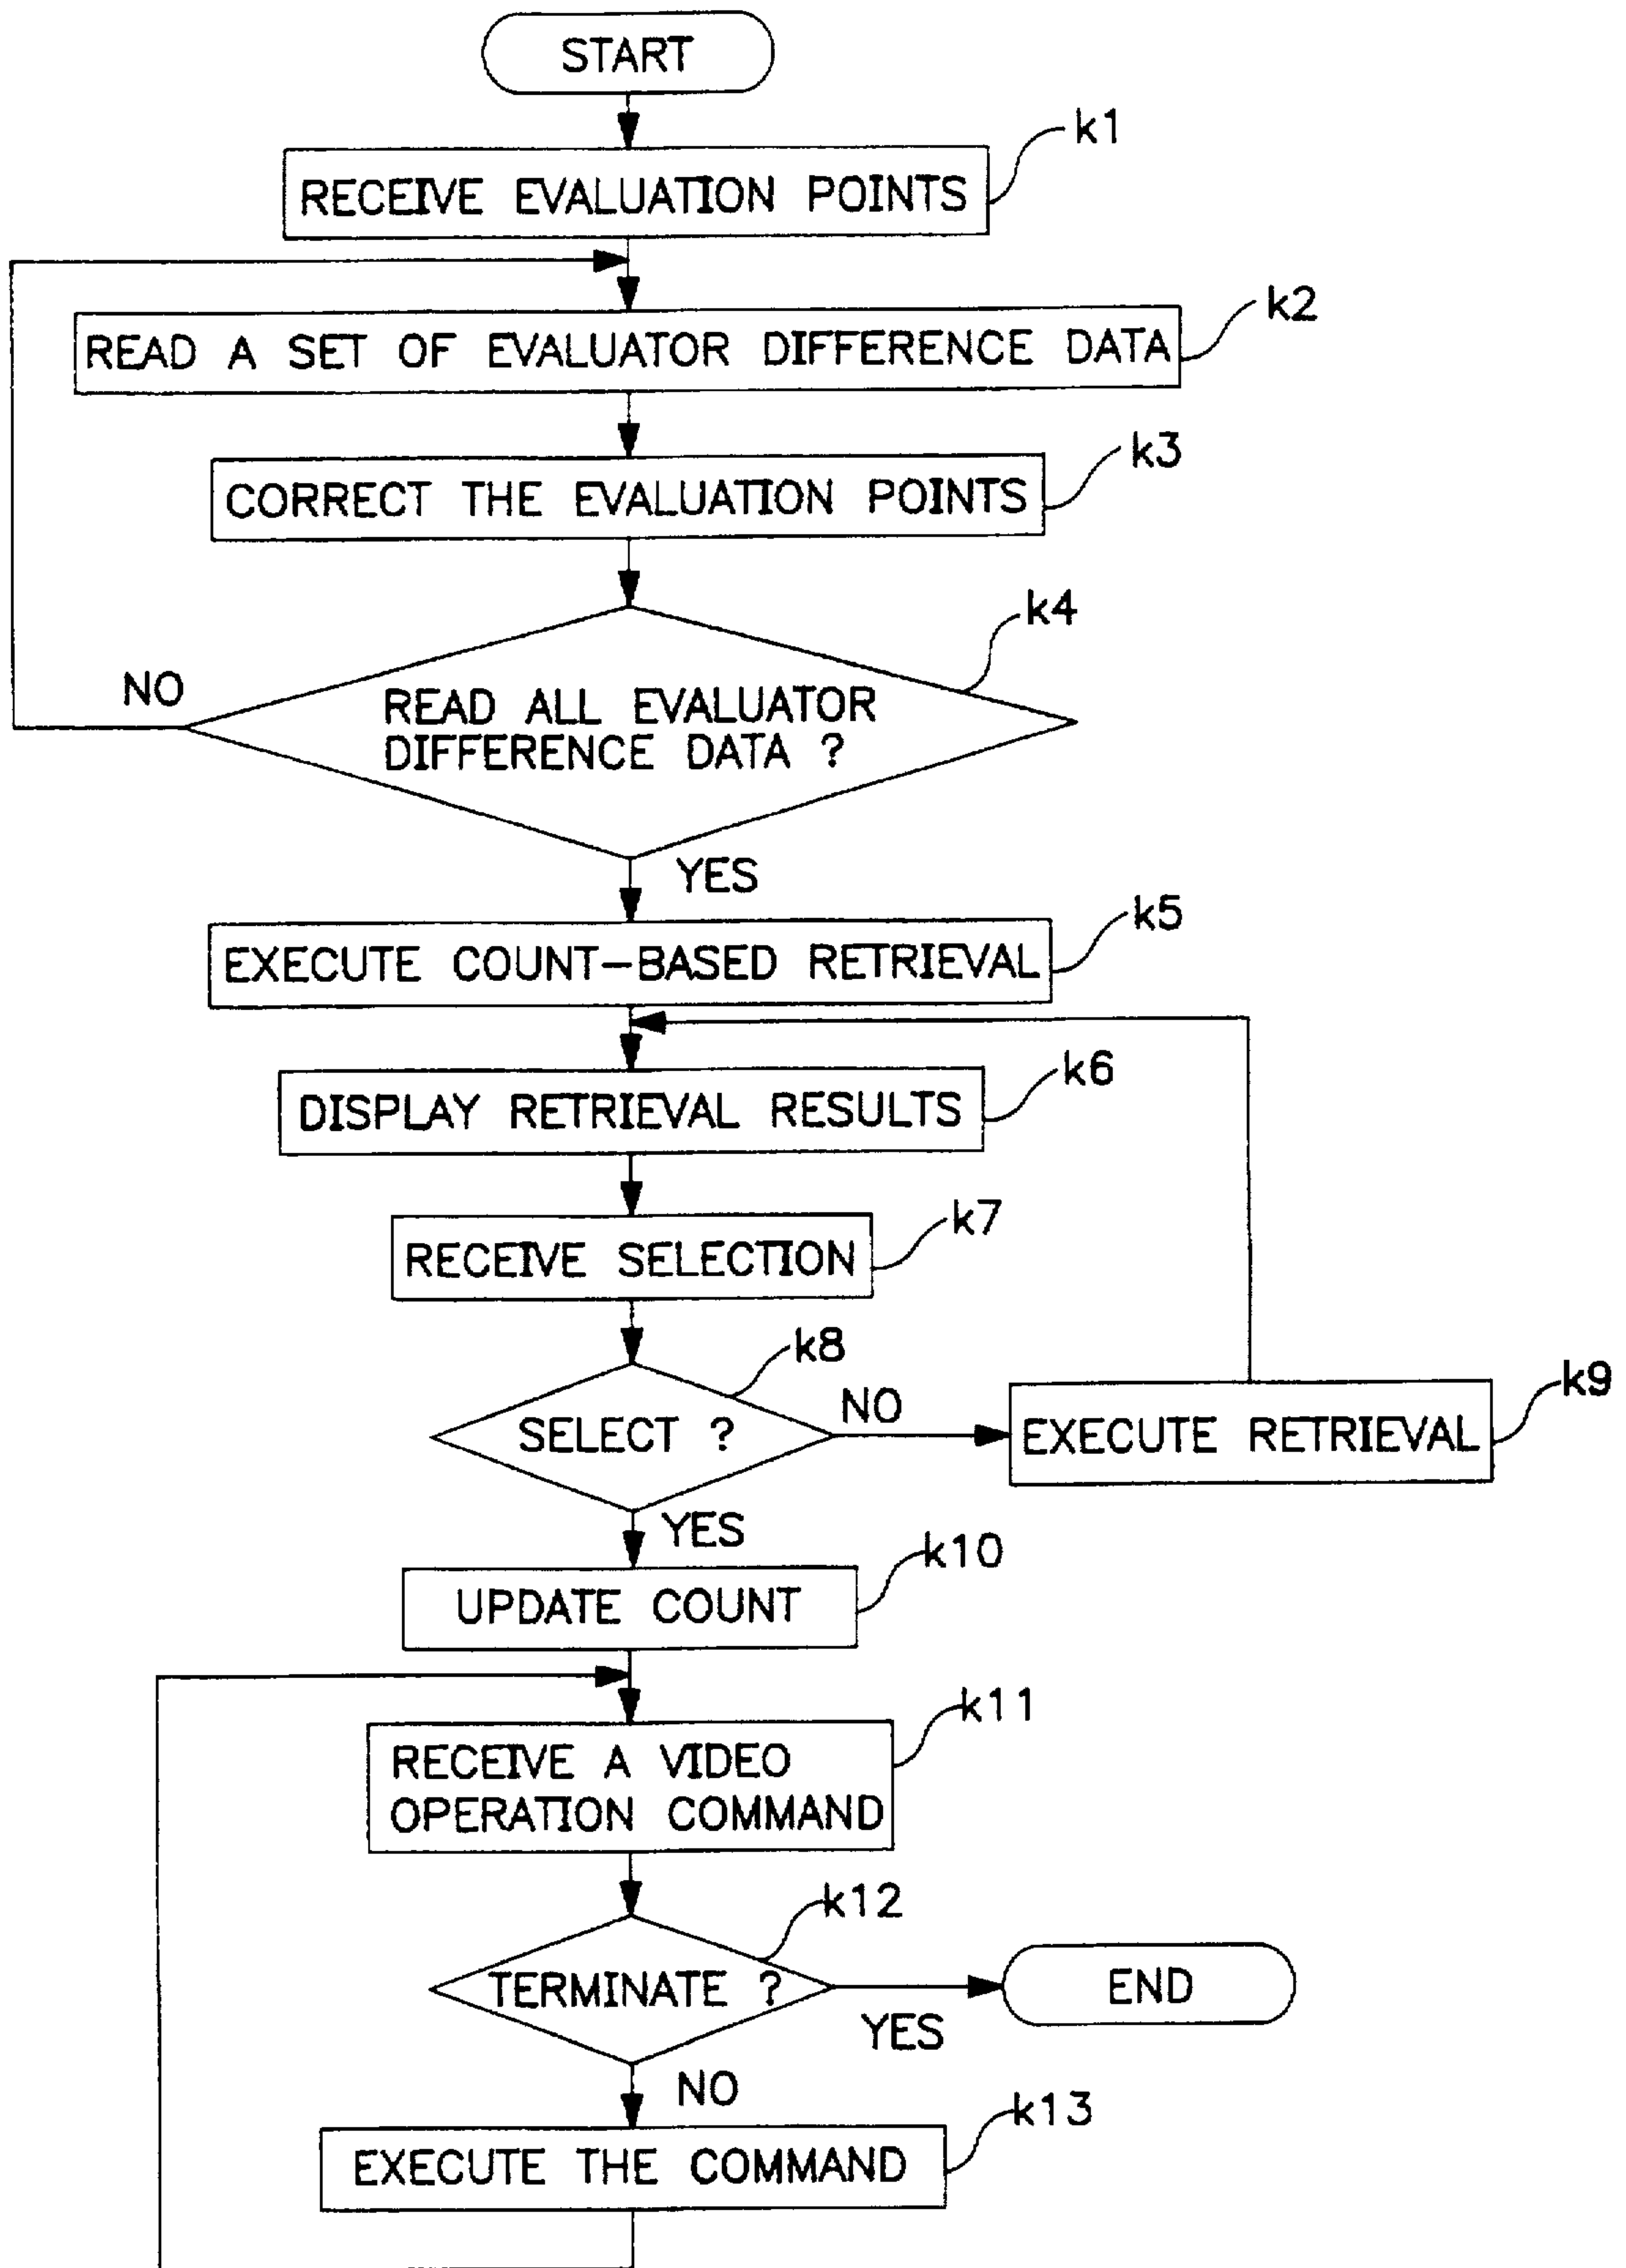 START
k1
RECEIVE EVALUATION POINTS
k2
READ A SET OF EVALUATOR DIFFERENCE DATA
k3
CORRECT THE EVALUATION POINTS
k4
NO
READ ALL EVALUATOR
DIFFERENCE DATA ?
YES
k5
EXECUTE COUNT-BASED RETRIEVAL
k6
DISPLAY RETRIEVAL RESULTS
k7
RECEIVE SELECTION
k8
SELECT ?
NO
k9
EXECUTE RETRIEVAL
YES
k10
UPDATE COUNT
k11
RECEIVE A VIDEO
OPERATION COMMAND
k12
TERMINATE ?
YES
END
NO
k13
EXECUTE THE COMMAND